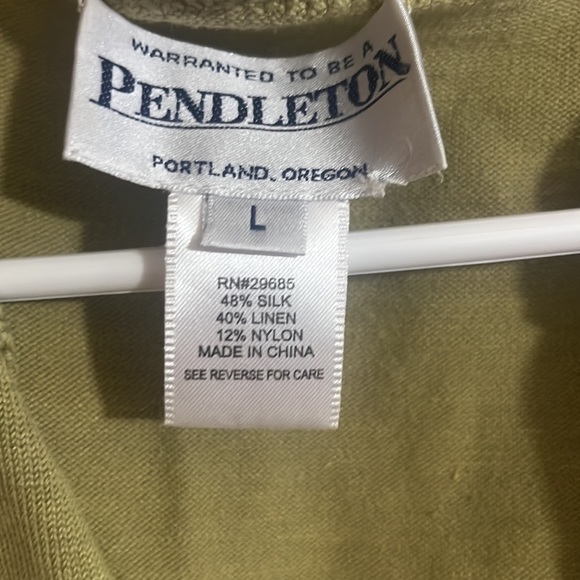 WARRANTED TO BE A
PENDLETON
PORTLAND, OREGON
L
RN#29685
48% SILK
40% LINEN
12% NYLON
MADE IN CHINA
SEE REVERSE FOR CARE